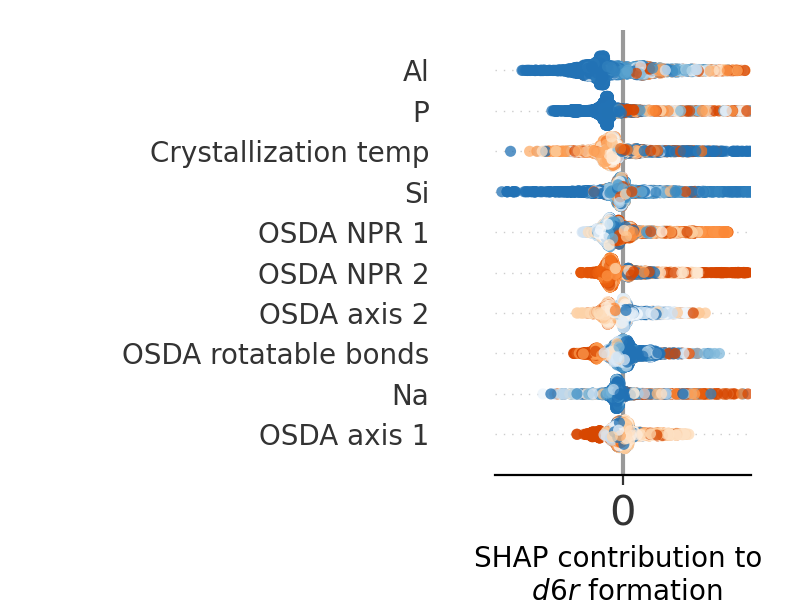 Al
P
Crystallization temp
Si
OSDA NPR 1
OSDA NPR 2
OSDA axis 2
OSDA rotatable bonds
Na
OSDA axis 1
0
SHAP contribution to
d6r formation